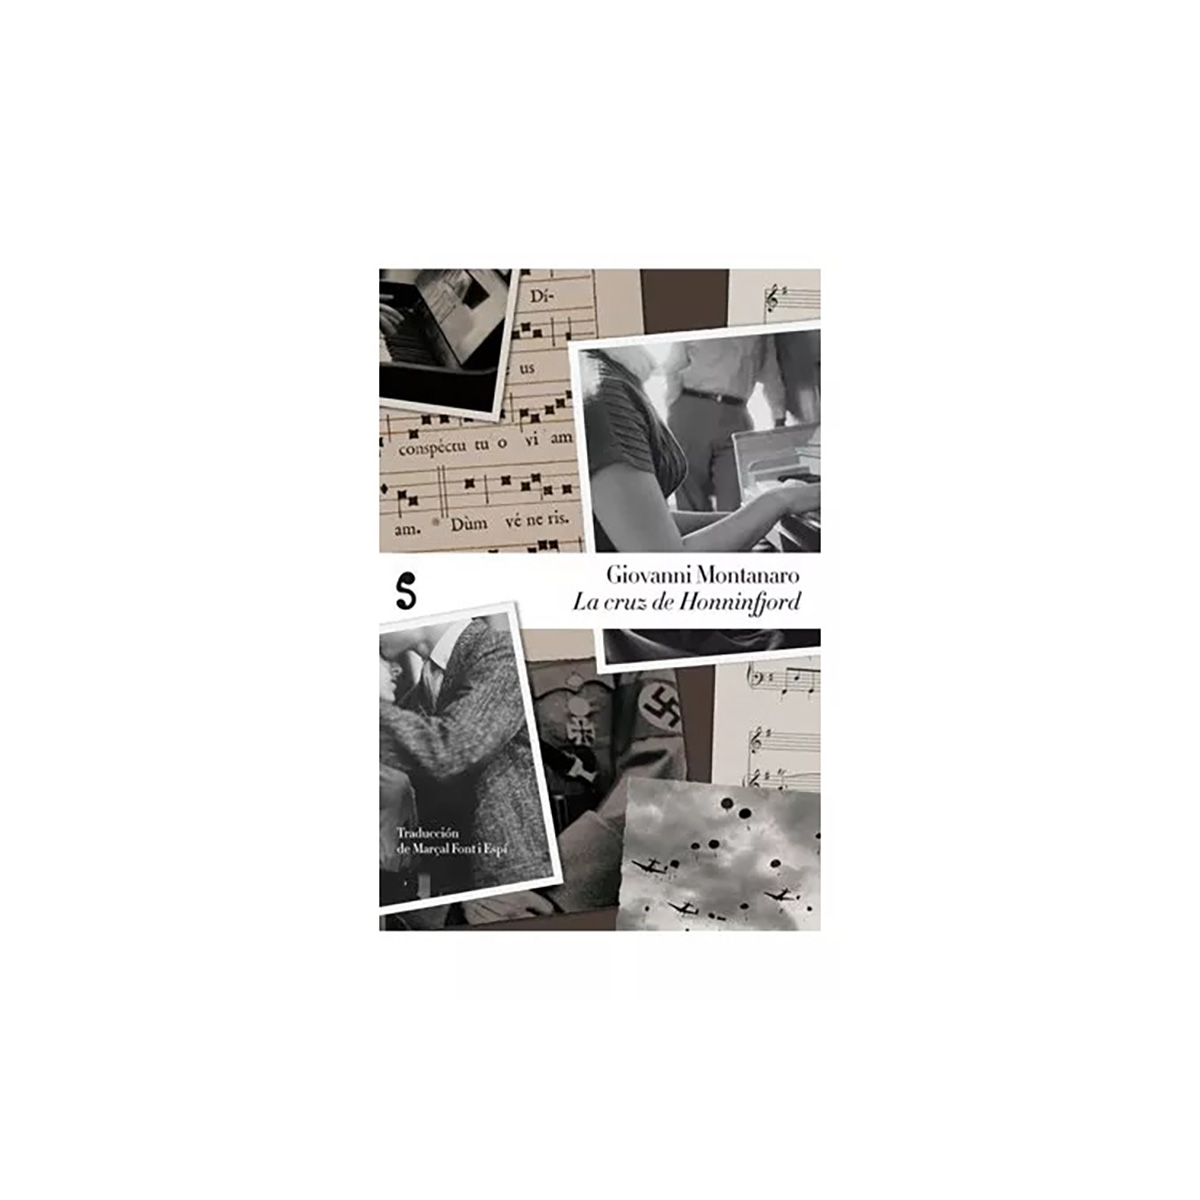 Dí-
us
conspéctu tu o vi am
am. * Dùm vé ne ris.
S
Giovanni Montanaro
La cruz de Honninfjord
Traducción
de Marçal Font i Espí